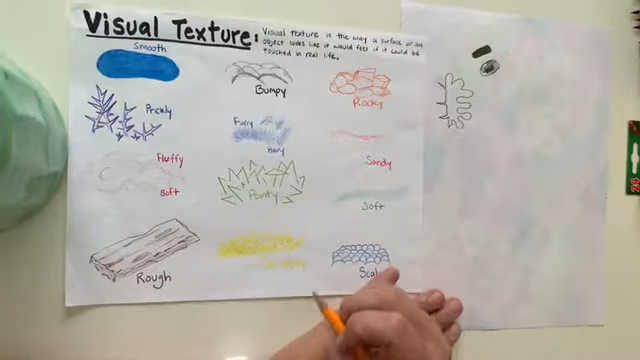 Visual Texture:
Visual texture is the way a surface or an
object looks like it would feel if it could be
touched in real life.
Smooth
Bumpy
Rocky
Prickly
Furry
Hairy
Sandy
Fluffy
Soft
Pointy
Soft
Rough